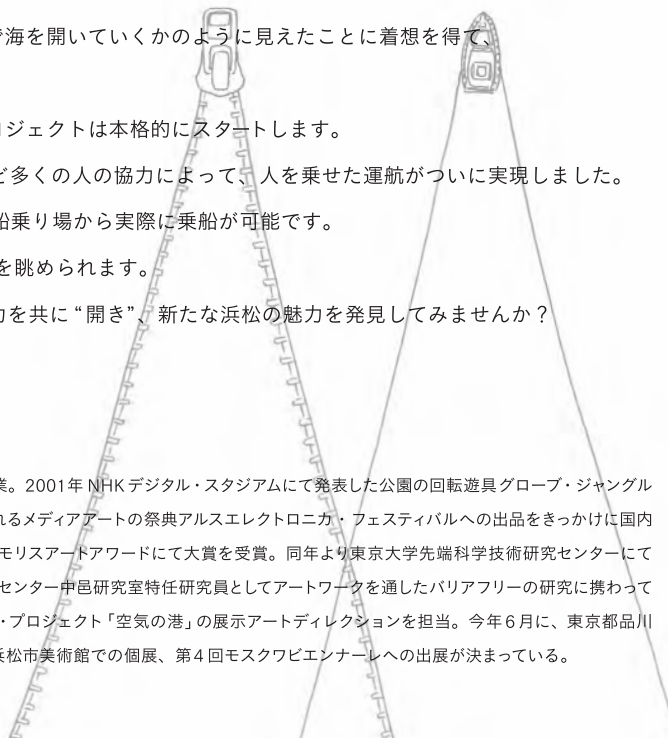 で海を開いていくかのように見えたことに着想を得て、
ロジェクトは本格的にスタートします。
ど多くの人の協力によって、人を乗せた運航がついに実現しました。
船乗り場から実際に乗船が可能です。
を眺められます。
力を共に“開き”、新たな浜松の魅力を発見してみませんか？
業。2001年NHKデジタル・スタジアムにて発表した公園の回転遊具グローブ・ジャングル
れるメディアアートの祭典アルスエレクトロニカ・フェスティバルへの出品をきっかけに国内
モリスアートアワードにて大賞を受賞。同年より東京大学先端科学技術研究センターにて
センター中邑研究室特任研究員としてアートワークを通したバリアフリーの研究に携わって
・プロジェクト「空気の港」の展示アートディレクションを担当。今年6月に、東京都品川
浜松市美術館での個展、第4回モスクワビエンナーレへの出展が決まっている。